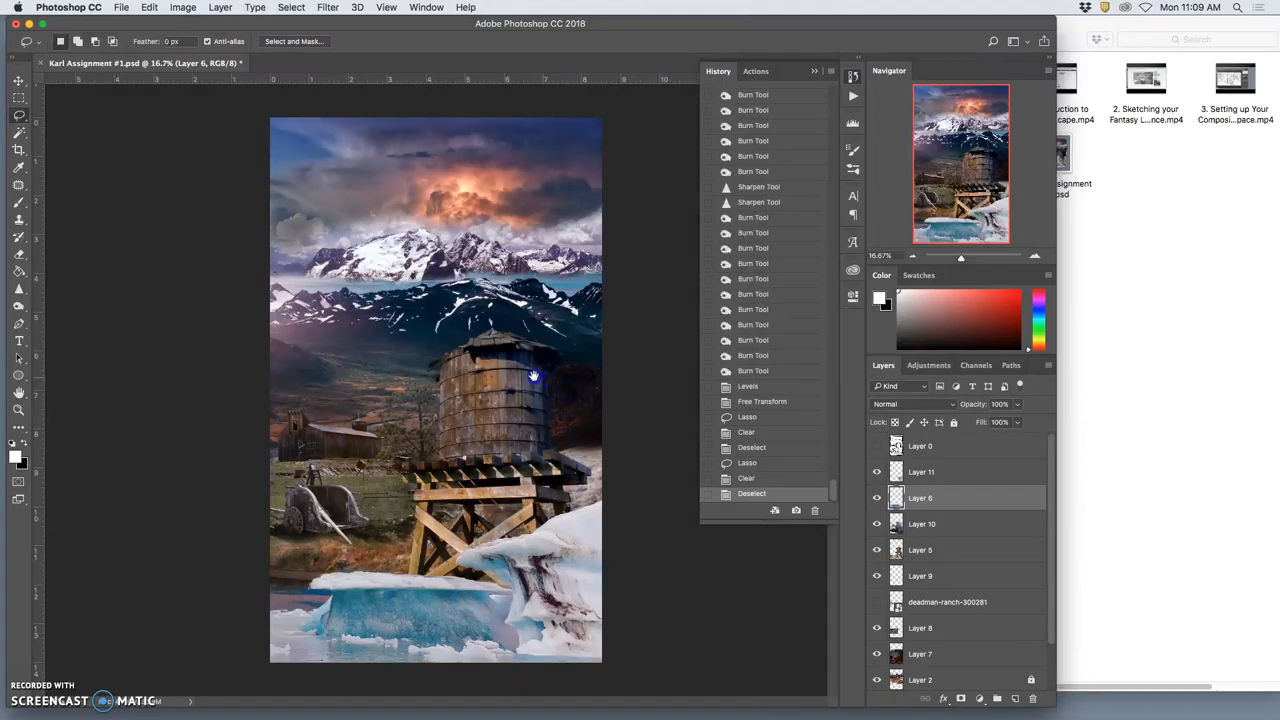 Photoshop CC File Edit Image Layer Type Select Filter 3D View Window Help Mon 11:09 AM
Adobe Photoshop CC 2018
Feather: 0 px Anti-alias Select and Mask... Search
Karl Assignment #1.psd @ 16.7% (Layer 6, RGB/8) *
History Actions Navigator
Burn Tool
Burn Tool
Burn Tool
Burn Tool
Burn Tool
Burn Tool
Sharpen Tool
Sharpen Tool
Burn Tool
Burn Tool
Burn Tool
Burn Tool
Burn Tool
Burn Tool
Burn Tool
Burn Tool
Burn Tool
Burn Tool
Burn Tool
Levels
Free Transform
Lasso
Clear
Deselect
Lasso
Clear
Deselect
16.67%
Color Swatches
Layers Adjustments Channels Paths
Kind
Normal Opacity: 100%
Lock: Fill: 100%
Layer 0
Layer 11
Layer 6
Layer 10
Layer 5
Layer 9
deadman-ranch-300281
Layer 8
Layer 7
Layer 2
uction to 2. Sketching your 3. Setting up Your
cape.mp4 Fantasy L...nce.mp4 Composi...pace.mp4
ssignment
psd
RECORDED WITH
SCREENCAST MATIC